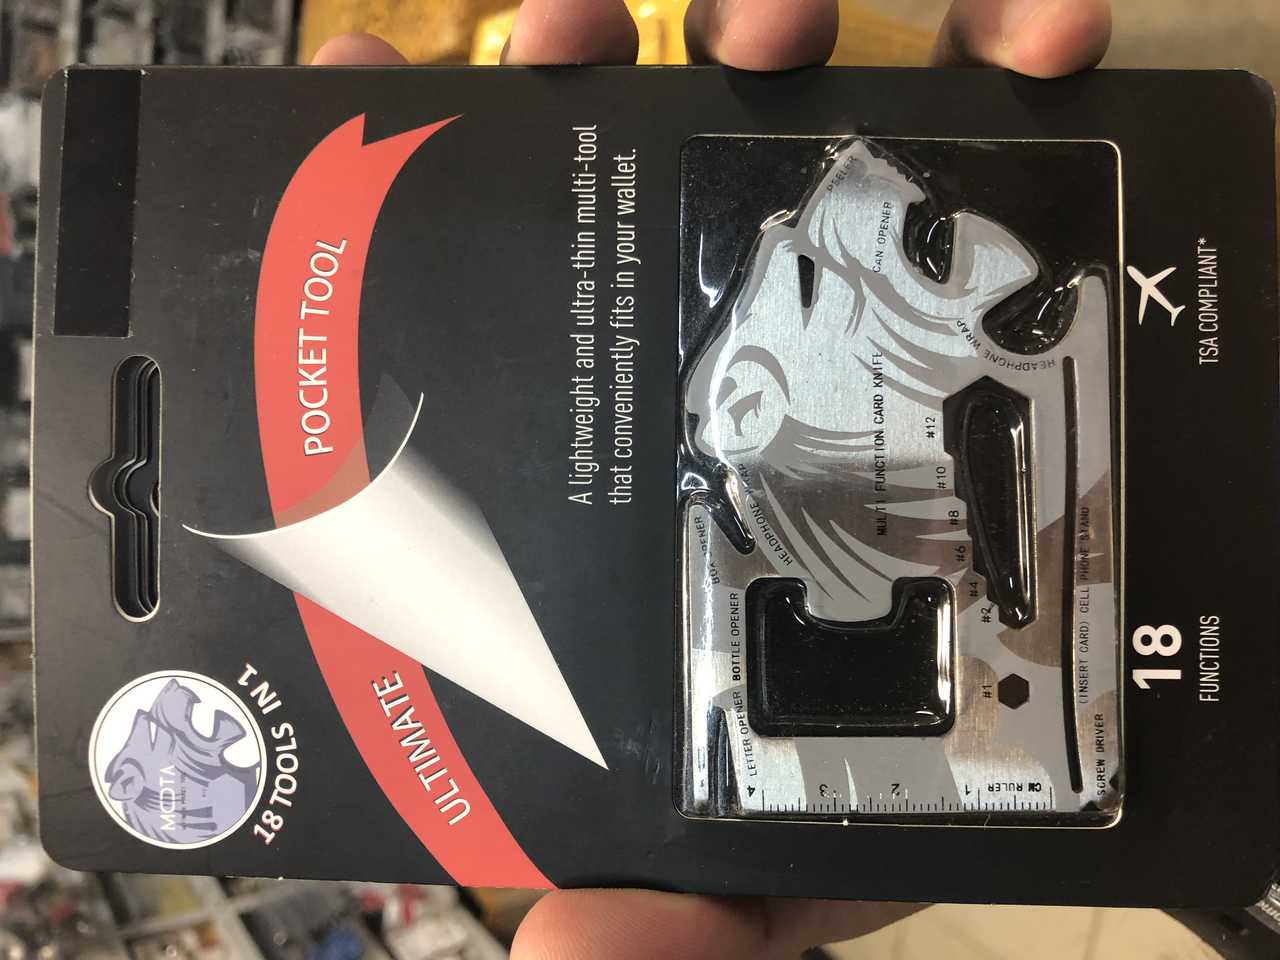 MOOTA
18 TOOLS IN 1
ULTIMATE
POCKET TOOL
A lightweight and ultra-thin multi-tool
that conveniently fits in your wallet.
PEELER
CAN OPENER
HEADPHONE WRAP
HEADPHONE WRAP
MULTI FUNCTION CARD KNIFE
BOX OPENER
LETTER OPENER
BOTTLE OPENER
#12
#10
#8
#6
#4
#2
#1
(INSERT CARD) CELL PHONE STAND
SCREW DRIVER
4 3 2 1 CM RULER
18
FUNCTIONS
TSA COMPLIANT*